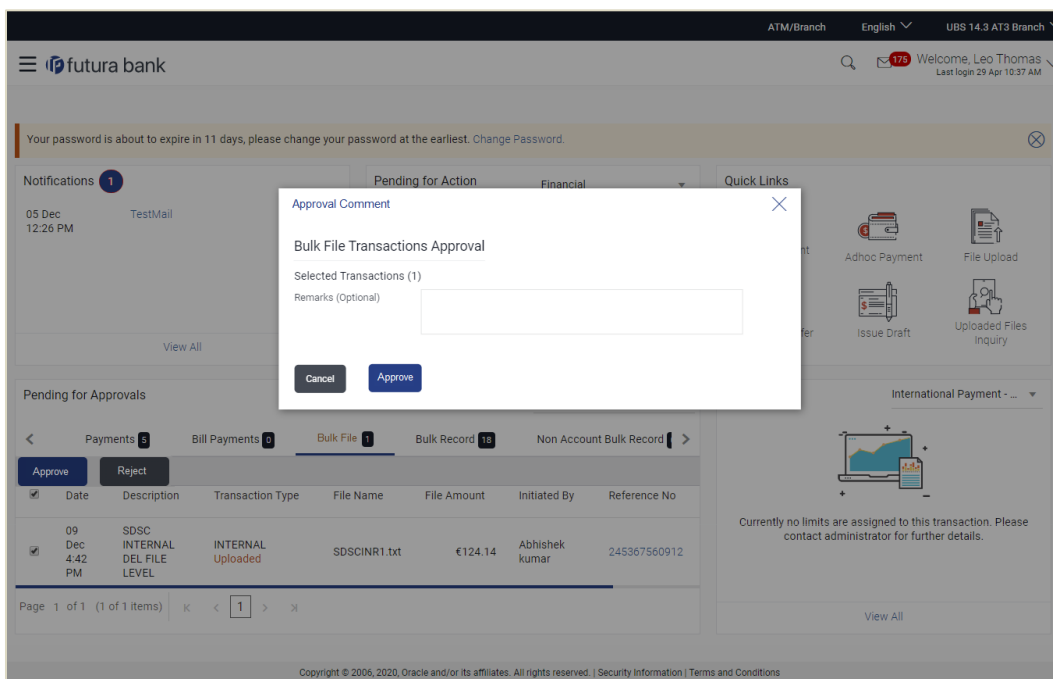 ATM/Branch English UBS 14.3 AT3 Branch
futura bank
175 Welcome, Leo Thomas
Last login 29 Apr 10:37 AM
Your password is about to expire in 11 days, please change your password at the earliest. Change Password.
Notifications 1
Pending for Action Financial
Quick Links
05 Dec
12:26 PM
TestMail
View All
Approval Comment
Bulk File Transactions Approval
Selected Transactions (1)
Remarks (Optional)
Cancel Approve
Adhoc Payment File Upload
Issue Draft Uploaded Files
Inquiry
Pending for Approvals
International Payment - ...
Payments 5 Bill Payments 0 Bulk File 1 Bulk Record 18 Non Account Bulk Record
Approve Reject
Date Description Transaction Type File Name File Amount Initiated By Reference No
09
Dec
4:42
PM
SDSC
INTERNAL
DEL FILE
LEVEL
INTERNAL
Uploaded
SDSCINR1.txt
€124.14
Abhishek
kumar
245367560912
Page 1 of 1 (1 of 1 items) K < 1 > >|
Currently no limits are assigned to this transaction. Please
contact administrator for further details.
View All
Copyright © 2006, 2020, Oracle and/or its affiliates. All rights reserved. | Security Information | Terms and Conditions